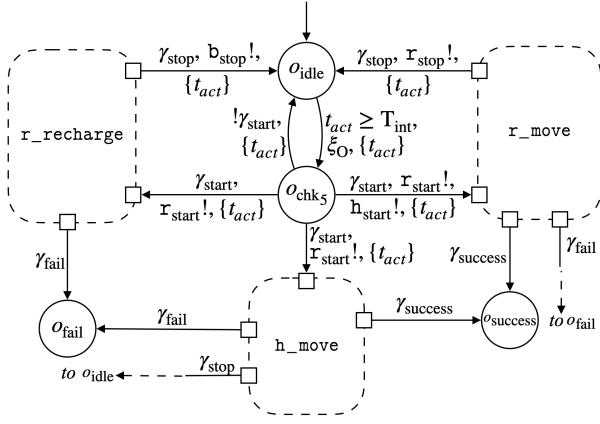 γstop, bstop!,
{tact}
oidle
γstop, rstop!,
{tact}
r_recharge
!γstart,
{tact}
tact ≥ Tint,
ξO, {tact}
r_move
γstart,
rstart!, {tact}
ochk5
γstart, rstart!,
hstart!, {tact}
γstart,
rstart!, {tact}
γfail
γsuccess
γfail
ofail
γfail
h_move
γsuccess
osuccess
to ofail
to oidle
γstop